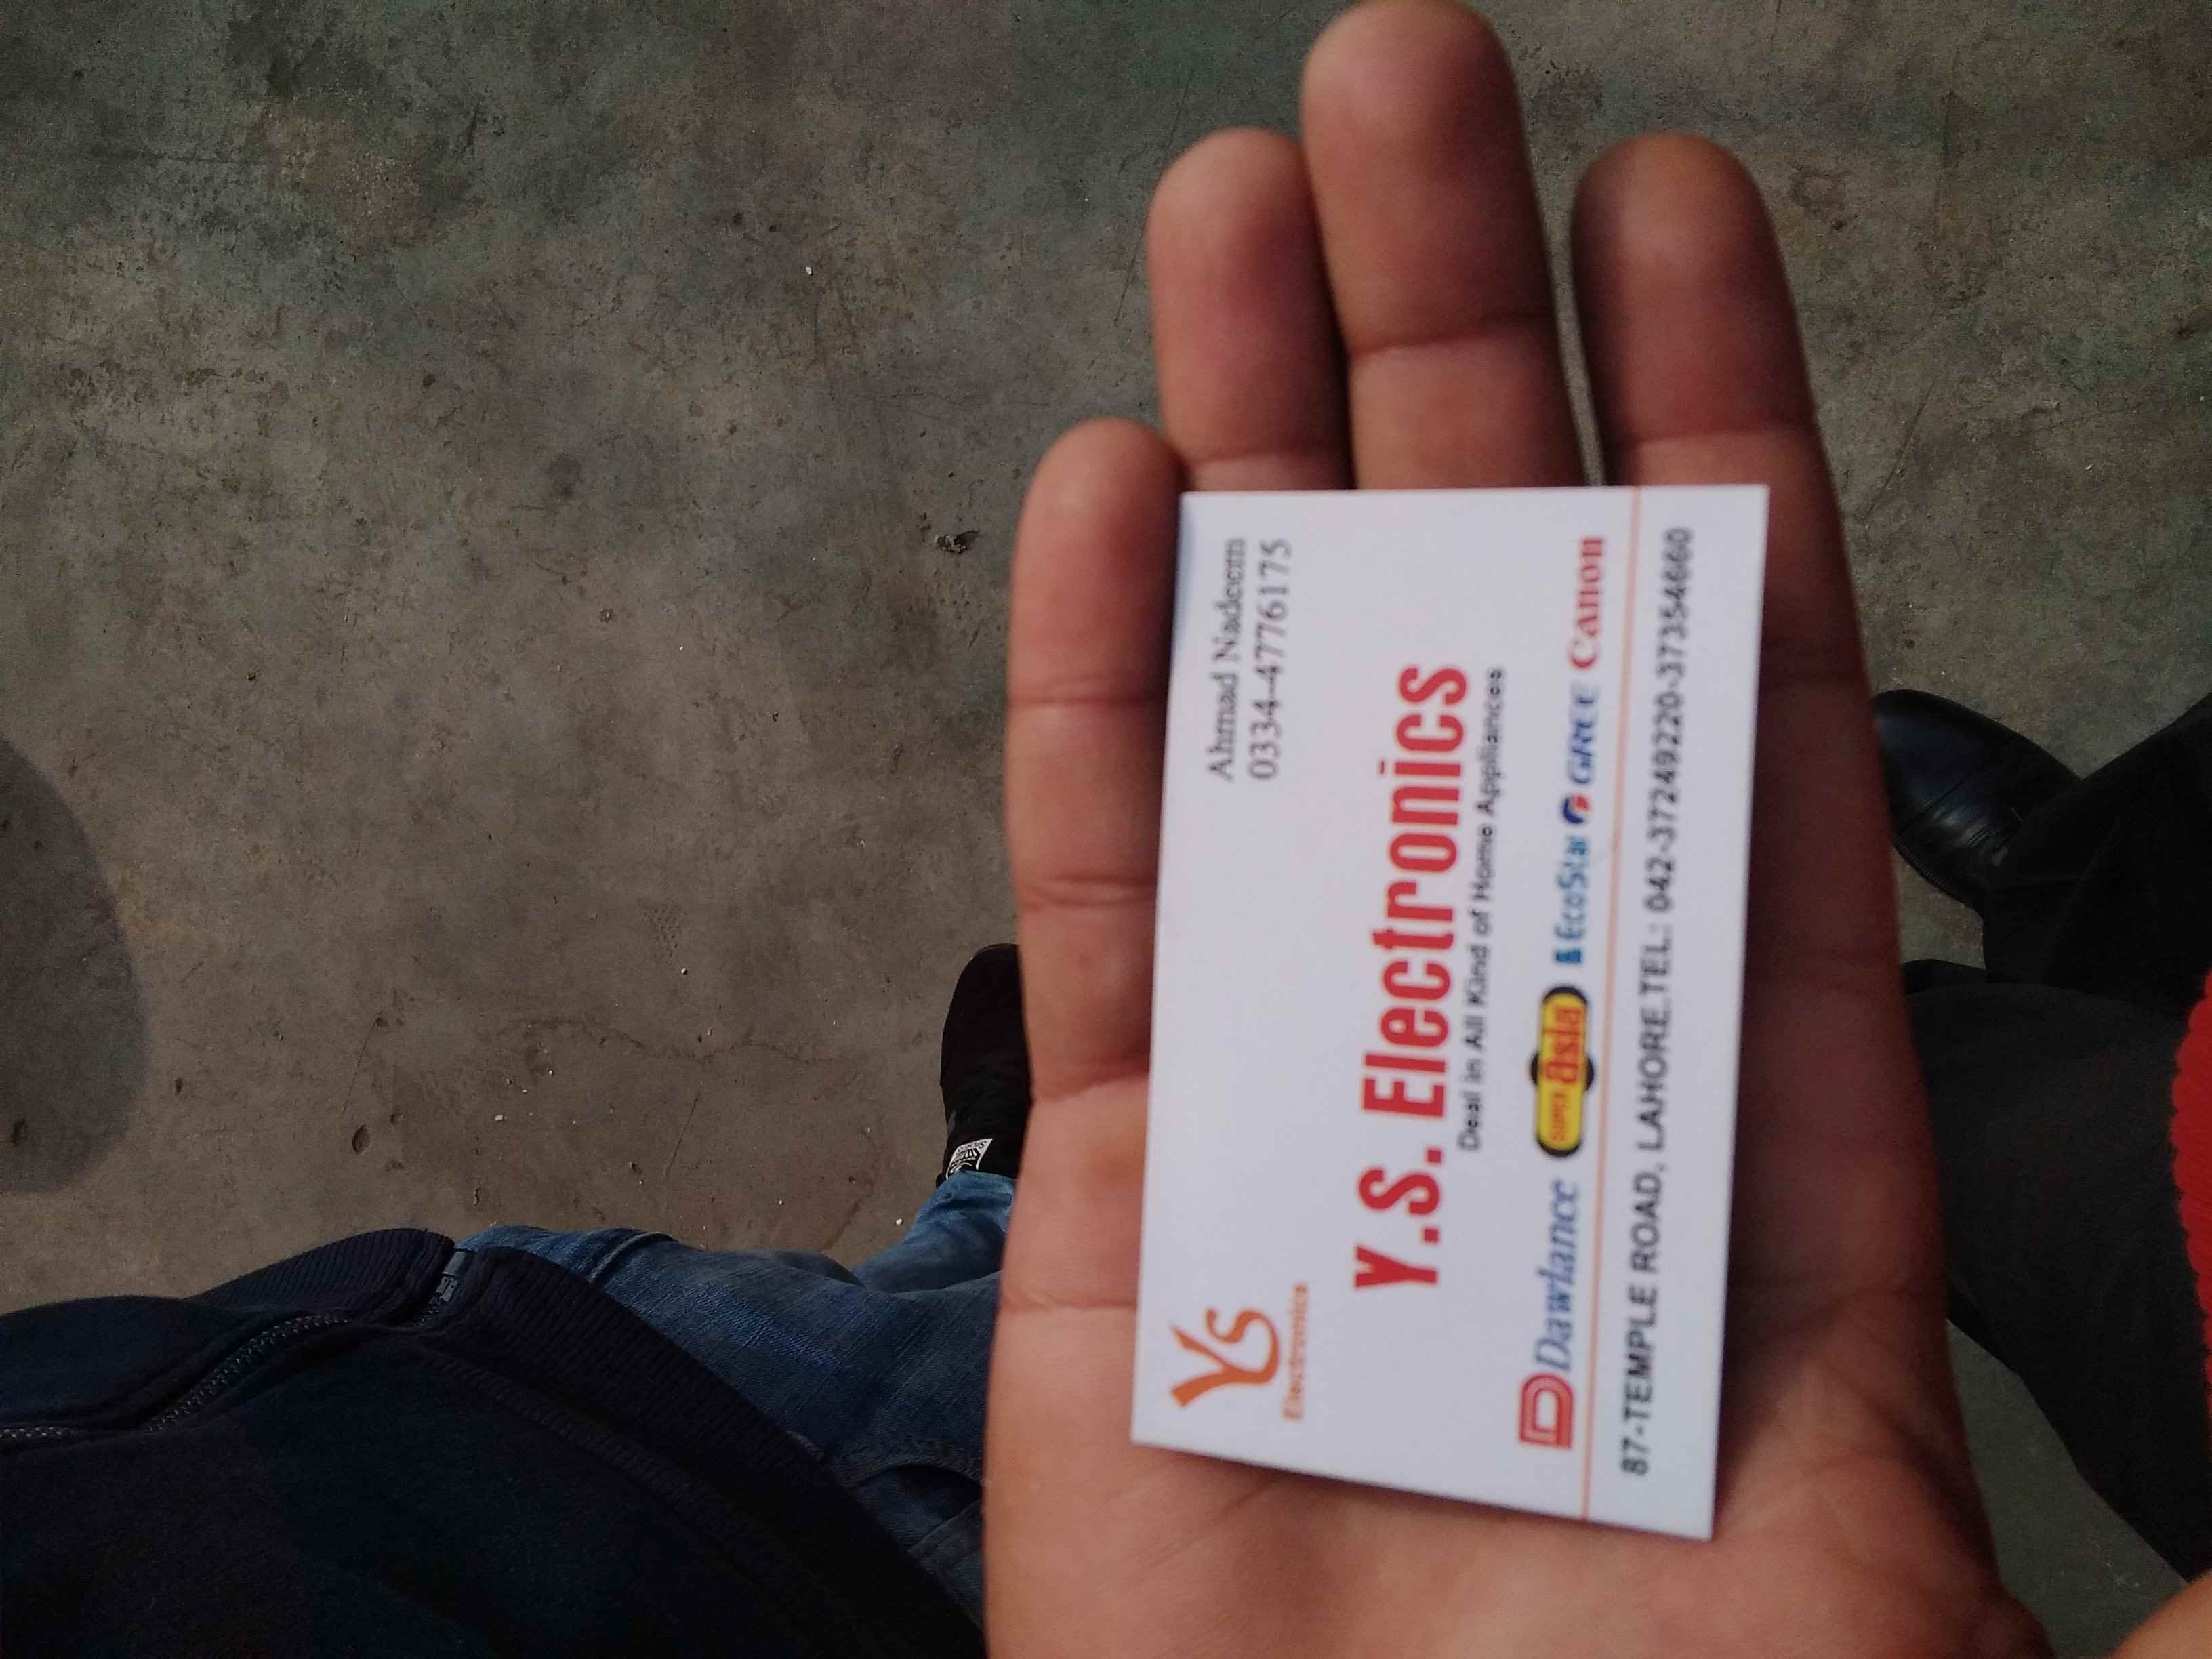 YS
Electronics
Ahmad Nadeem
0334-4776175
Y.S. Electronics
Deal in All Kind of Home Appliances
Dawlance SUPER asia EcoStar GREE Canon
87-TEMPLE ROAD, LAHORE.TEL: 042-37249220-37354660